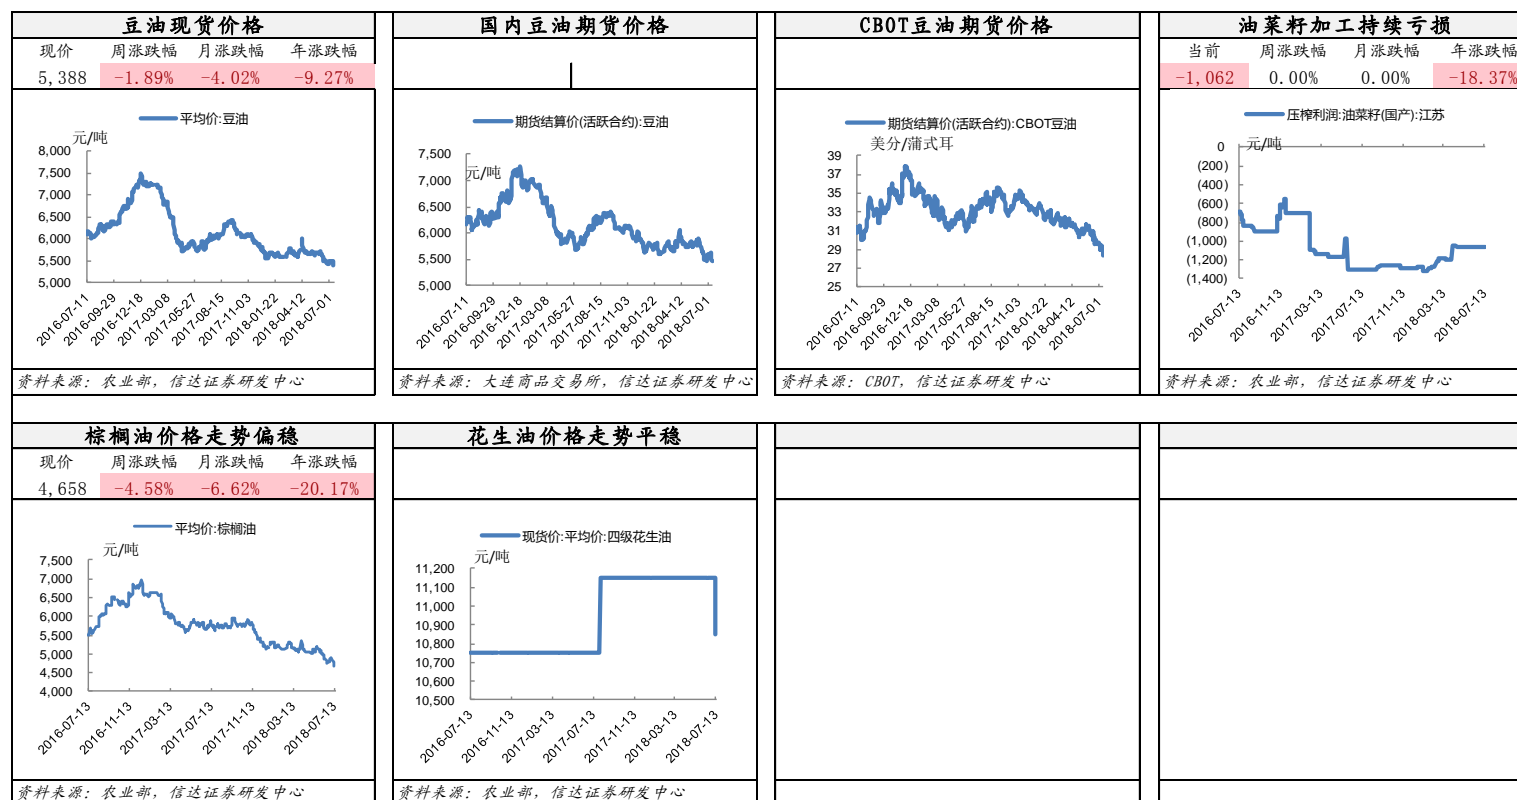 豆油现货价格
现价 周涨跌幅 月涨跌幅 年涨跌幅
5,388 -1.89% -4.02% -9.27%
平均价:豆油
元/吨
8,000
7,500
7,000
6,500
6,000
5,500
5,000
2016-07-11 2016-09-29 2016-12-18 2017-03-08 2017-05-27 2017-08-15 2017-11-03 2018-01-22 2018-04-12 2018-07-01
资料来源：农业部，信达证券研发中心
国内豆油期货价格
期货结算价(活跃合约):豆油
元/吨
7,500
7,000
6,500
6,000
5,500
5,000
2016-07-11 2016-09-29 2016-12-18 2017-03-08 2017-05-27 2017-08-15 2017-11-03 2018-01-22 2018-04-12 2018-07-01
资料来源：大连商品交易所，信达证券研发中心
CBOT豆油期货价格
期货结算价(活跃合约):CBOT豆油
美分/蒲式耳
39
37
35
33
31
29
27
25
2016-07-11 2016-09-29 2016-12-18 2017-03-08 2017-05-27 2017-08-15 2017-11-03 2018-01-22 2018-04-12 2018-07-01
资料来源：CBOT，信达证券研发中心
油菜籽加工持续亏损
当前 周涨跌幅 月涨跌幅 年涨跌幅
-1,062 0.00% 0.00% -18.37%
压榨利润:油菜籽(国产):江苏
元/吨
0
(200)
(400)
(600)
(800)
(1,000)
(1,200)
(1,400)
2016-07-13 2016-11-13 2017-03-13 2017-07-13 2017-11-13 2018-03-13 2018-07-13
资料来源：农业部，信达证券研发中心
棕榈油价格走势偏稳
现价 周涨跌幅 月涨跌幅 年涨跌幅
4,658 -4.58% -6.62% -20.17%
平均价:棕榈油
元/吨
7,500
7,000
6,500
6,000
5,500
5,000
4,500
4,000
2016-07-13 2016-11-13 2017-03-13 2017-07-13 2017-11-13 2018-03-13 2018-07-13
资料来源：农业部，信达证券研发中心
花生油价格走势平稳
现货价:平均价:四级花生油
元/吨
11,200
11,100
11,000
10,900
10,800
10,700
10,600
10,500
2016-07-13 2016-11-13 2017-03-13 2017-07-13 2017-11-13 2018-03-13 2018-07-13
资料来源：农业部，信达证券研发中心